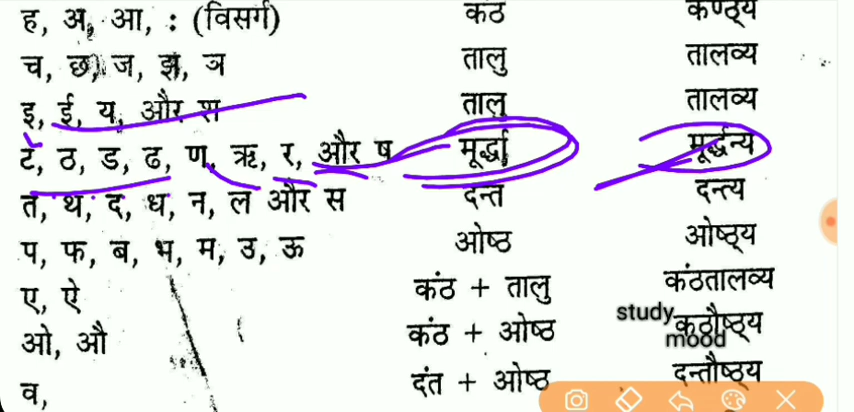 ह, अ, आ, : (विसर्ग) कंठ कण्ठ्य
च, छ, ज, झ, ञ तालु तालव्य
इ, ई, य, और श तालु तालव्य
ट, ठ, ड, ढ, ण, ऋ, र, और ष मूर्द्धा मूर्द्धन्य
त, थ, द, ध, न, ल और स दन्त दन्त्य
प, फ, ब, भ, म, उ, ऊ ओष्ठ ओष्ठ्य
ए, ऐ कंठ + तालु कंठतालव्य
ओ, औ कंठ + ओष्ठ कठौष्ठ्य
व, दंत + ओष्ठ दन्तौष्ठ्य
study
mood